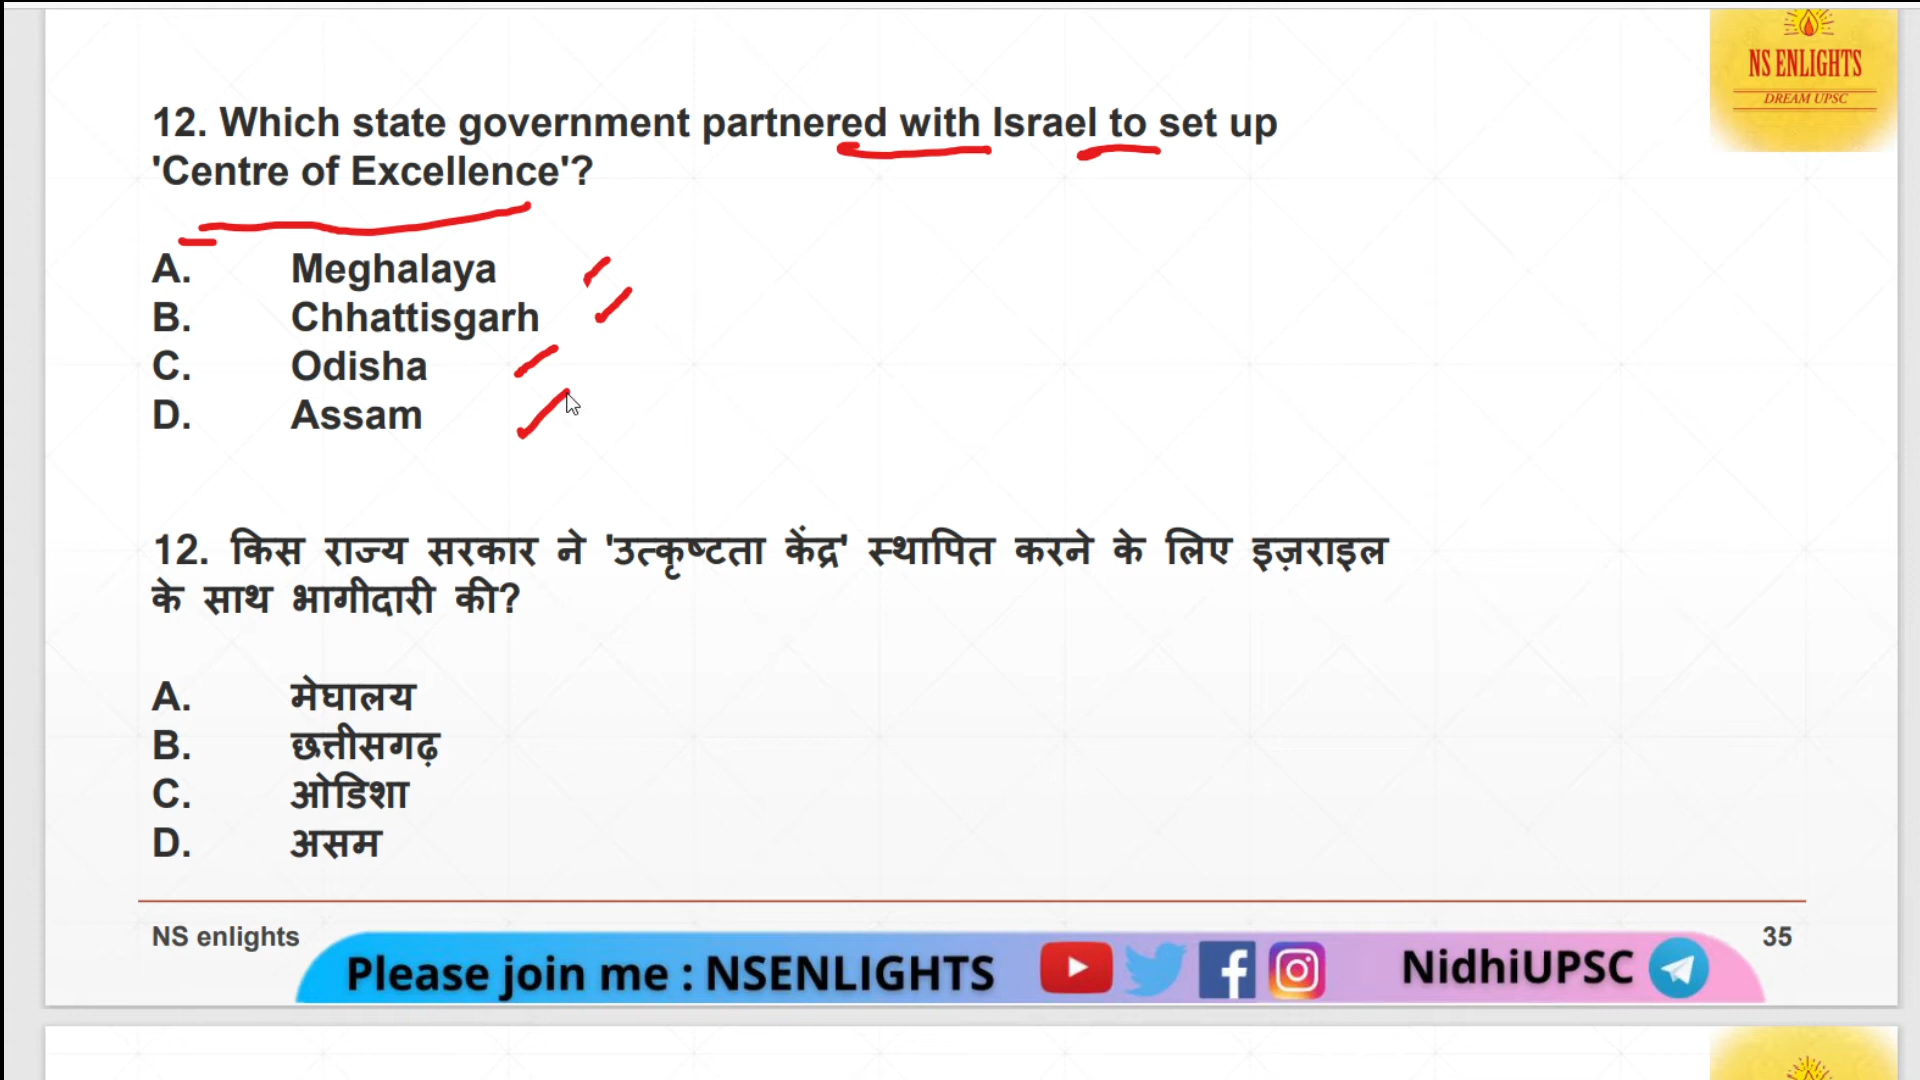 NS ENLIGHTS
DREAM UPSC
12. Which state government partnered with Israel to set up
'Centre of Excellence'?
A. Meghalaya
B. Chhattisgarh
C. Odisha
D. Assam
12. किस राज्य सरकार ने 'उत्कृष्टता केंद्र' स्थापित करने के लिए इज़राइल
के साथ भागीदारी की?
A. मेघालय
B. छत्तीसगढ़
C. ओडिशा
D. असम
NS enlights
35
Please join me : NSENLIGHTS
NidhiUPSC